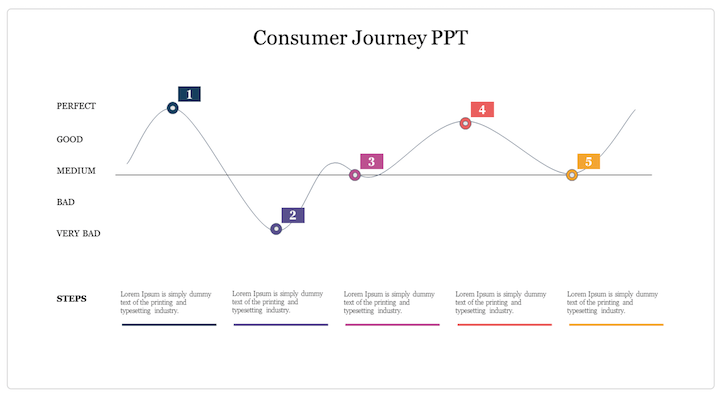 Consumer Journey PPT
1
PERFECT
4
GOOD
3
5
MEDIUM
BAD
2
VERY BAD
STEPS
Lorem Ipsum is simply dummy
text of the printing and
typesetting industry.
Lorem Ipsum is simply dummy
text of the printing and
typesetting industry.
Lorem Ipsum is simply dummy
text of the printing and
typesetting industry.
Lorem Ipsum is simply dummy
text of the printing and
typesetting industry.
Lorem Ipsum is simply dummy
text of the printing and
typesetting industry.